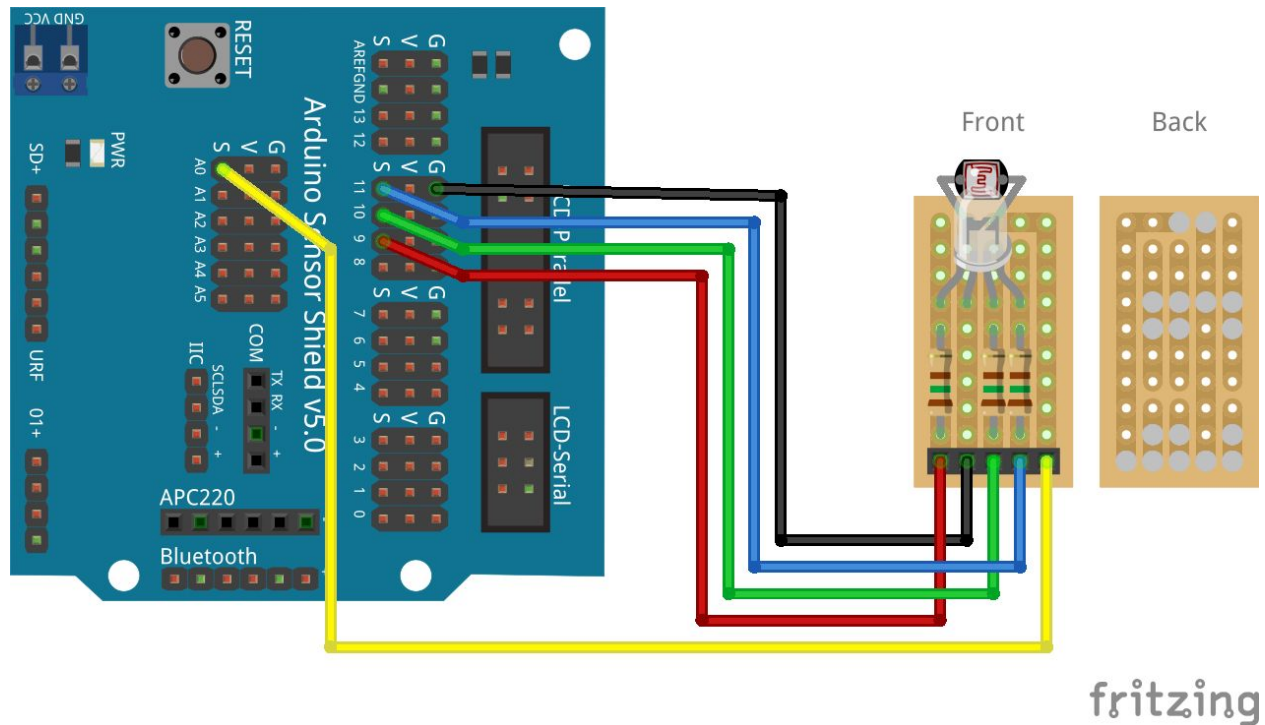 GND VCC
RESET
S V G
AREF
GND
13
12
PWR
SD+
Arduino Sensor Shield v5.0
S V G
A0
A1
A2
A3
A4
A5
S V G
11
10
9
8
LCD Parallel
Front
Back
S V G
7
6
5
4
URF
01+
IIC
SCL
SDA
-
+
COM
TX RX
-
+
S V G
3
2
1
0
LCD-Serial
APC220
Bluetooth
fritzing